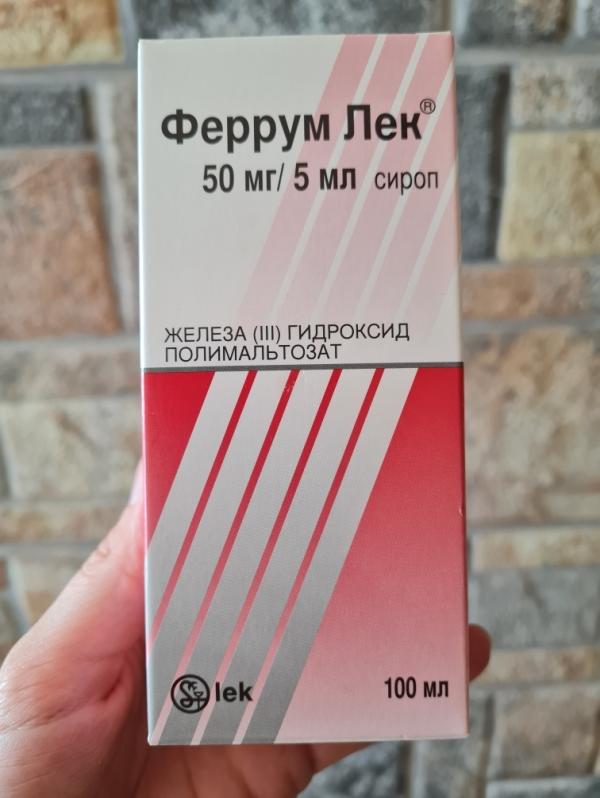 Феррум Лек®
50 мг/ 5 мл сироп
ЖЕЛЕЗА (III) ГИДРОКСИД
ПОЛИМАЛЬТОЗАТ
lek
100 мл